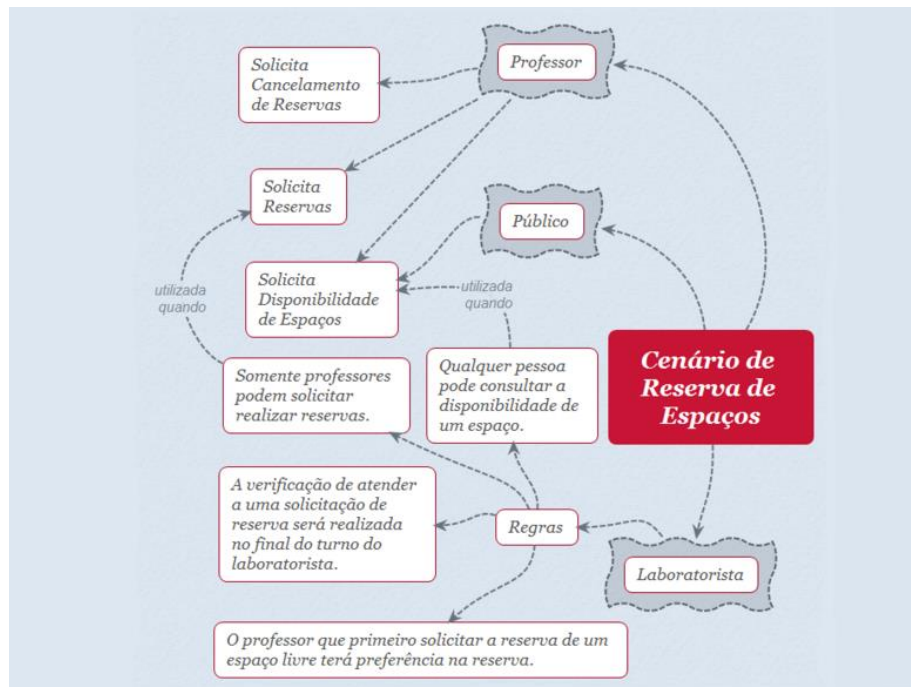 Solicita
Cancelamento
de Reservas
Professor
Solicita
Reservas
Público
Solicita
Disponibilidade
de Espaços
utilizada
quando
utilizada
quando
Somente professores
podem solicitar
realizar reservas.
Qualquer pessoa
pode consultar a
disponibilidade de
um espaço.
Cenário de
Reserva de
Espaços
A verificação de atender
a uma solicitação de
reserva será realizada
no final do turno do
laboratorista.
Regras
Laboratorista
O professor que primeiro solicitar a reserva de um
espaço livre terá preferência na reserva.